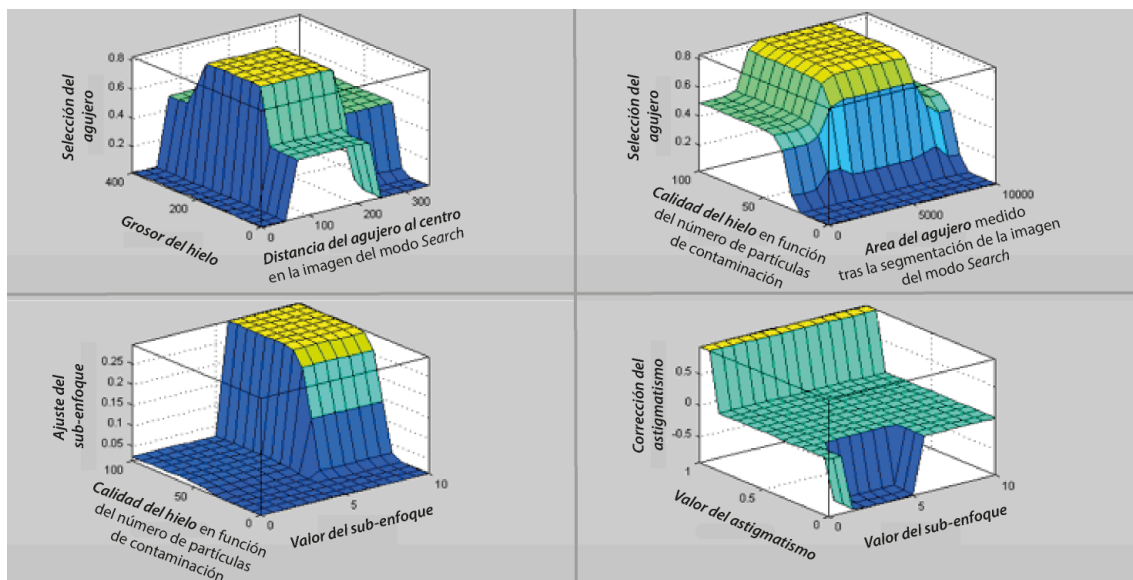 0.8
0.6
0.4
0.2
Selección del
agujero
400
200
0
Grosor del hielo
0
100
200
300
Distancia del agujero al centro
en la imagen del modo Search
0.8
0.6
0.4
0.2
Selección del
agujero
100
50
0
Calidad del hielo en función
del número de partículas
de contaminación
0
5000
10000
Area del agujero medido
tras la segmentación de la imagen
del modo Search
0.25
0.2
0.15
0.1
0.05
Ajuste del
sub-enfoque
100
50
0
Calidad del hielo en función
del número de partículas
de contaminación
0
5
10
Valor del sub-enfoque
0.5
0
-0.5
Corrección del
astigmatismo
1
0.5
0
Valor del astigmatismo
0
5
10
Valor del sub-enfoque